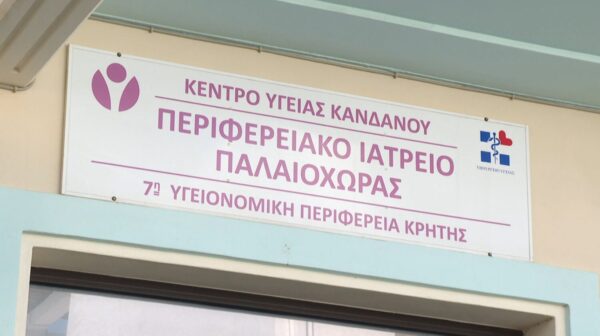 ΚΕΝΤΡΟ ΥΓΕΙΑΣ ΚΑΝΔΑΝΟΥ
ΠΕΡΙΦΕΡΕΙΑΚΟ ΙΑΤΡΕΙΟ
ΠΑΛΑΙΟΧΩΡΑΣ
7η ΥΓΕΙΟΝΟΜΙΚΗ ΠΕΡΙΦΕΡΕΙΑ ΚΡΗΤΗΣ